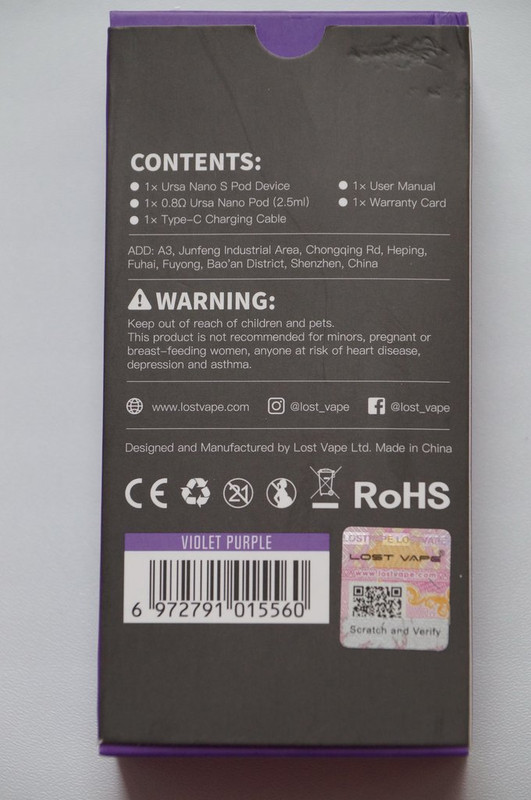 CONTENTS:
1× Ursa Nano S Pod Device
1× 0.8Ω Ursa Nano Pod (2.5ml)
1× Type-C Charging Cable
1× User Manual
1× Warranty Card
ADD: A3, Junfeng Industrial Area, Chongqing Rd, Heping,
Fuhai, Fuyong, Bao'an District, Shenzhen, China
WARNING:
Keep out of reach of children and pets.
This product is not recommended for minors, pregnant or
breast-feeding women, anyone at risk of heart disease,
depression and asthma.
www.lostvape.com @lost_vape @lost_vape
Designed and Manufactured by Lost Vape Ltd. Made in China
CE 21 RoHS
VIOLET PURPLE
6 972791 015560
LOST VAPE LOST VAPE
LOST VAPE
www.lostvape.com
Scratch and Verify